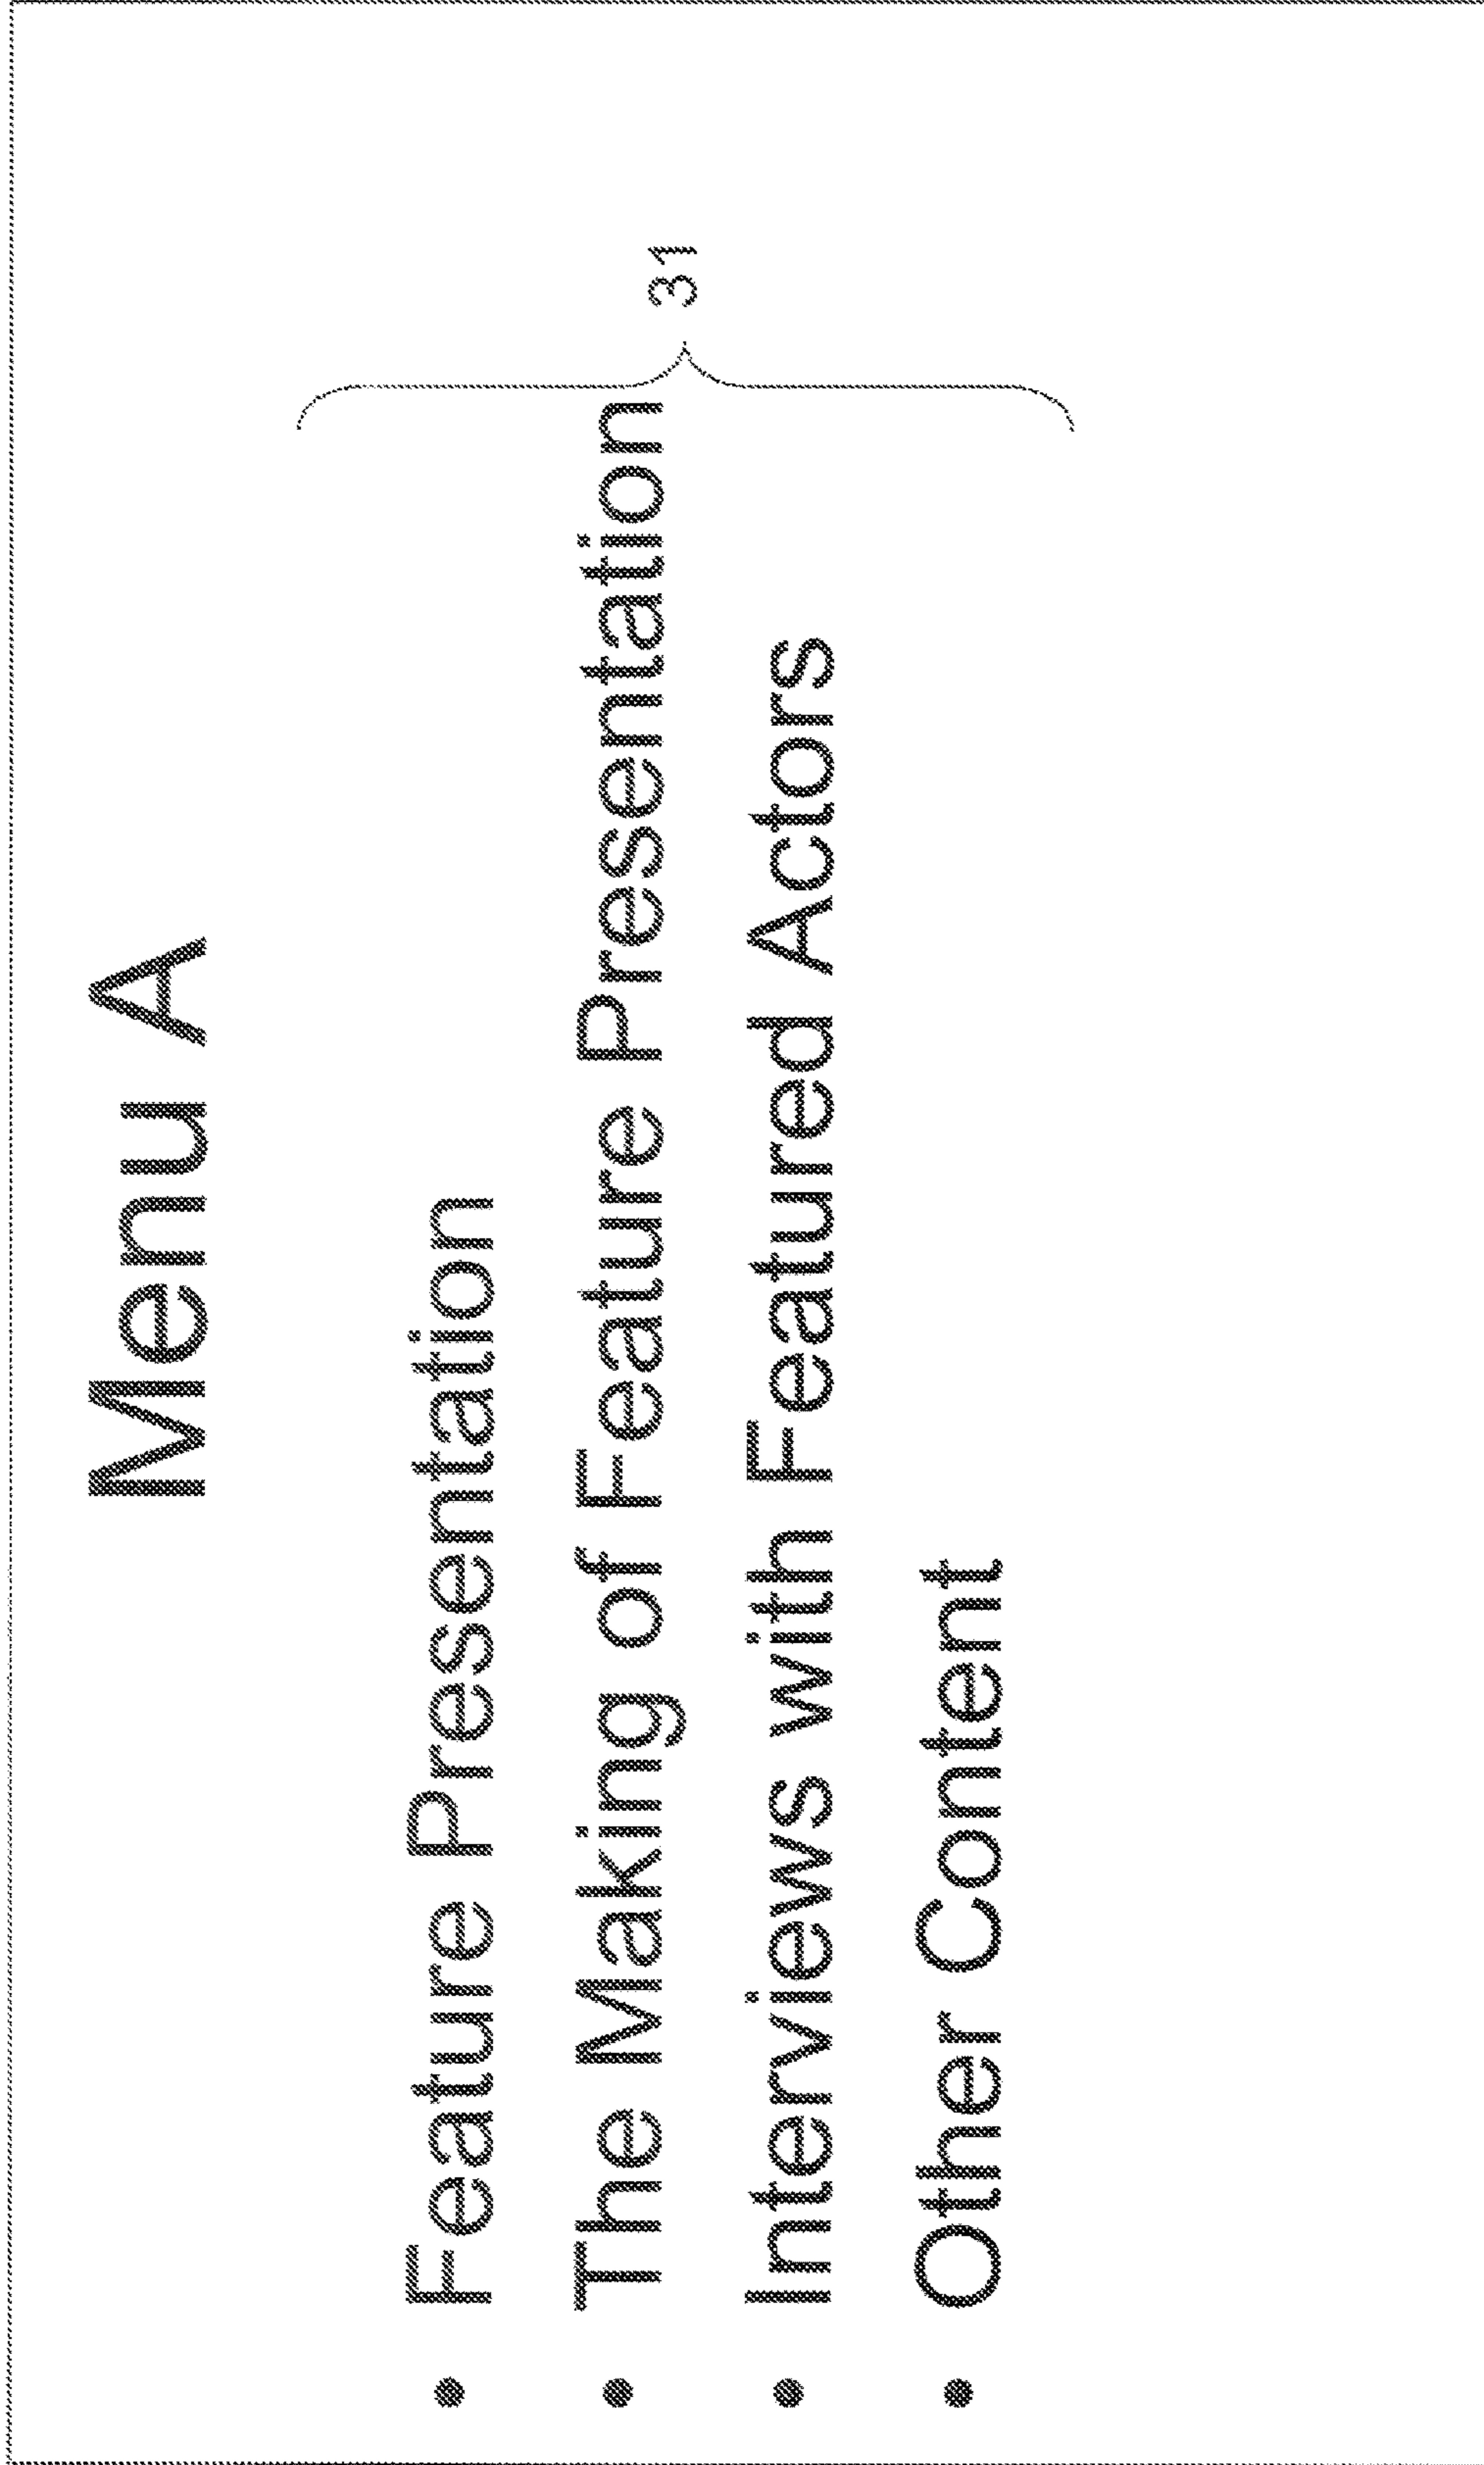 Menu A
• Feature Presentation
• The Making of Feature Presentation
• Interviews with Featured Actors
• Other Content
31